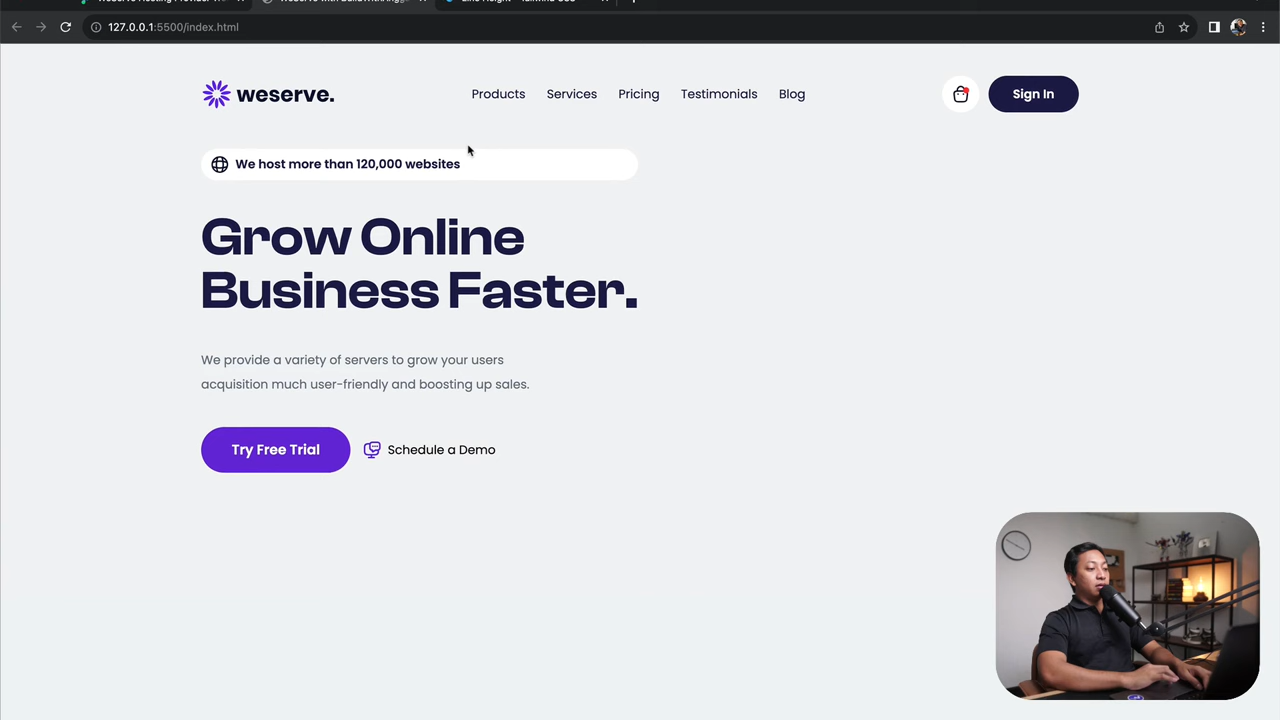 127.0.0.1:5500/index.html
weserve.
Products
Services
Pricing
Testimonials
Blog
Sign In
We host more than 120,000 websites
Grow Online
Business Faster.
We provide a variety of servers to grow your users
acquisition much user-friendly and boosting up sales.
Try Free Trial
Schedule a Demo